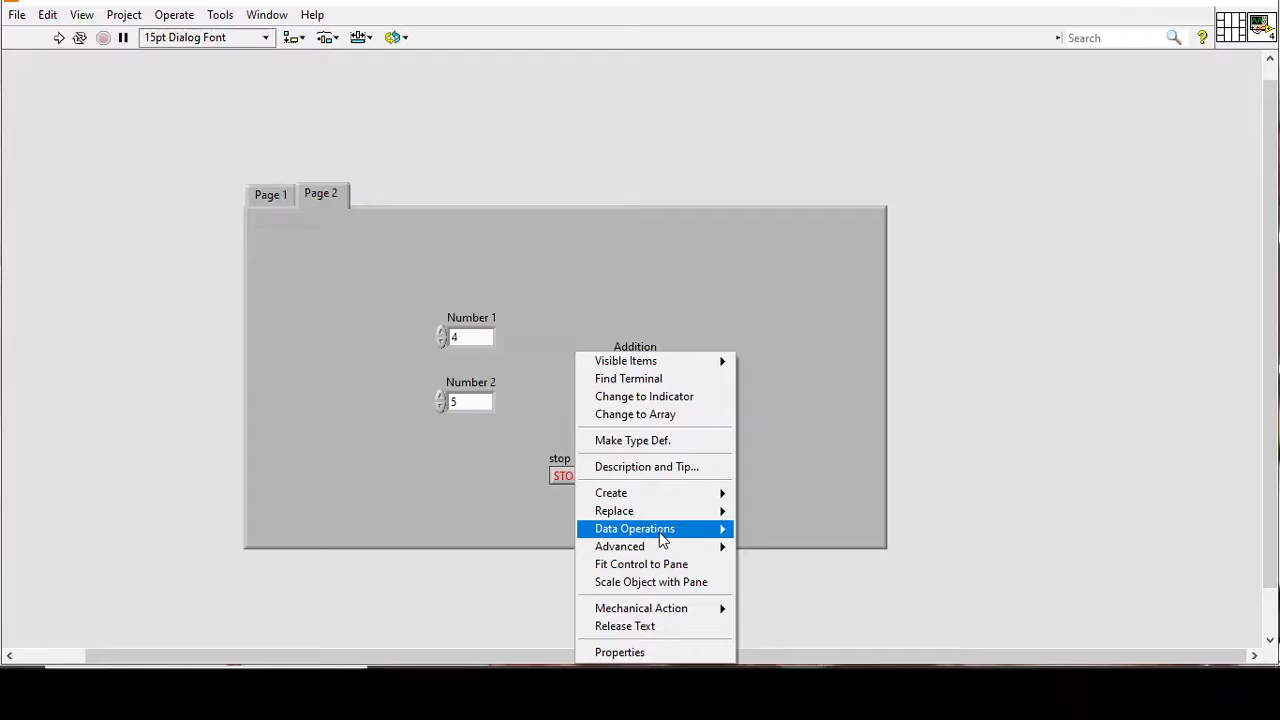 File Edit View Project Operate Tools Window Help
15pt Dialog Font
Search
?
4
Page 1
Page 2
Number 1
4
Addition
Number 2
5
stop
STO
Visible Items
Find Terminal
Change to Indicator
Change to Array
Make Type Def.
Description and Tip...
Create
Replace
Data Operations
Advanced
Fit Control to Pane
Scale Object with Pane
Mechanical Action
Release Text
Properties